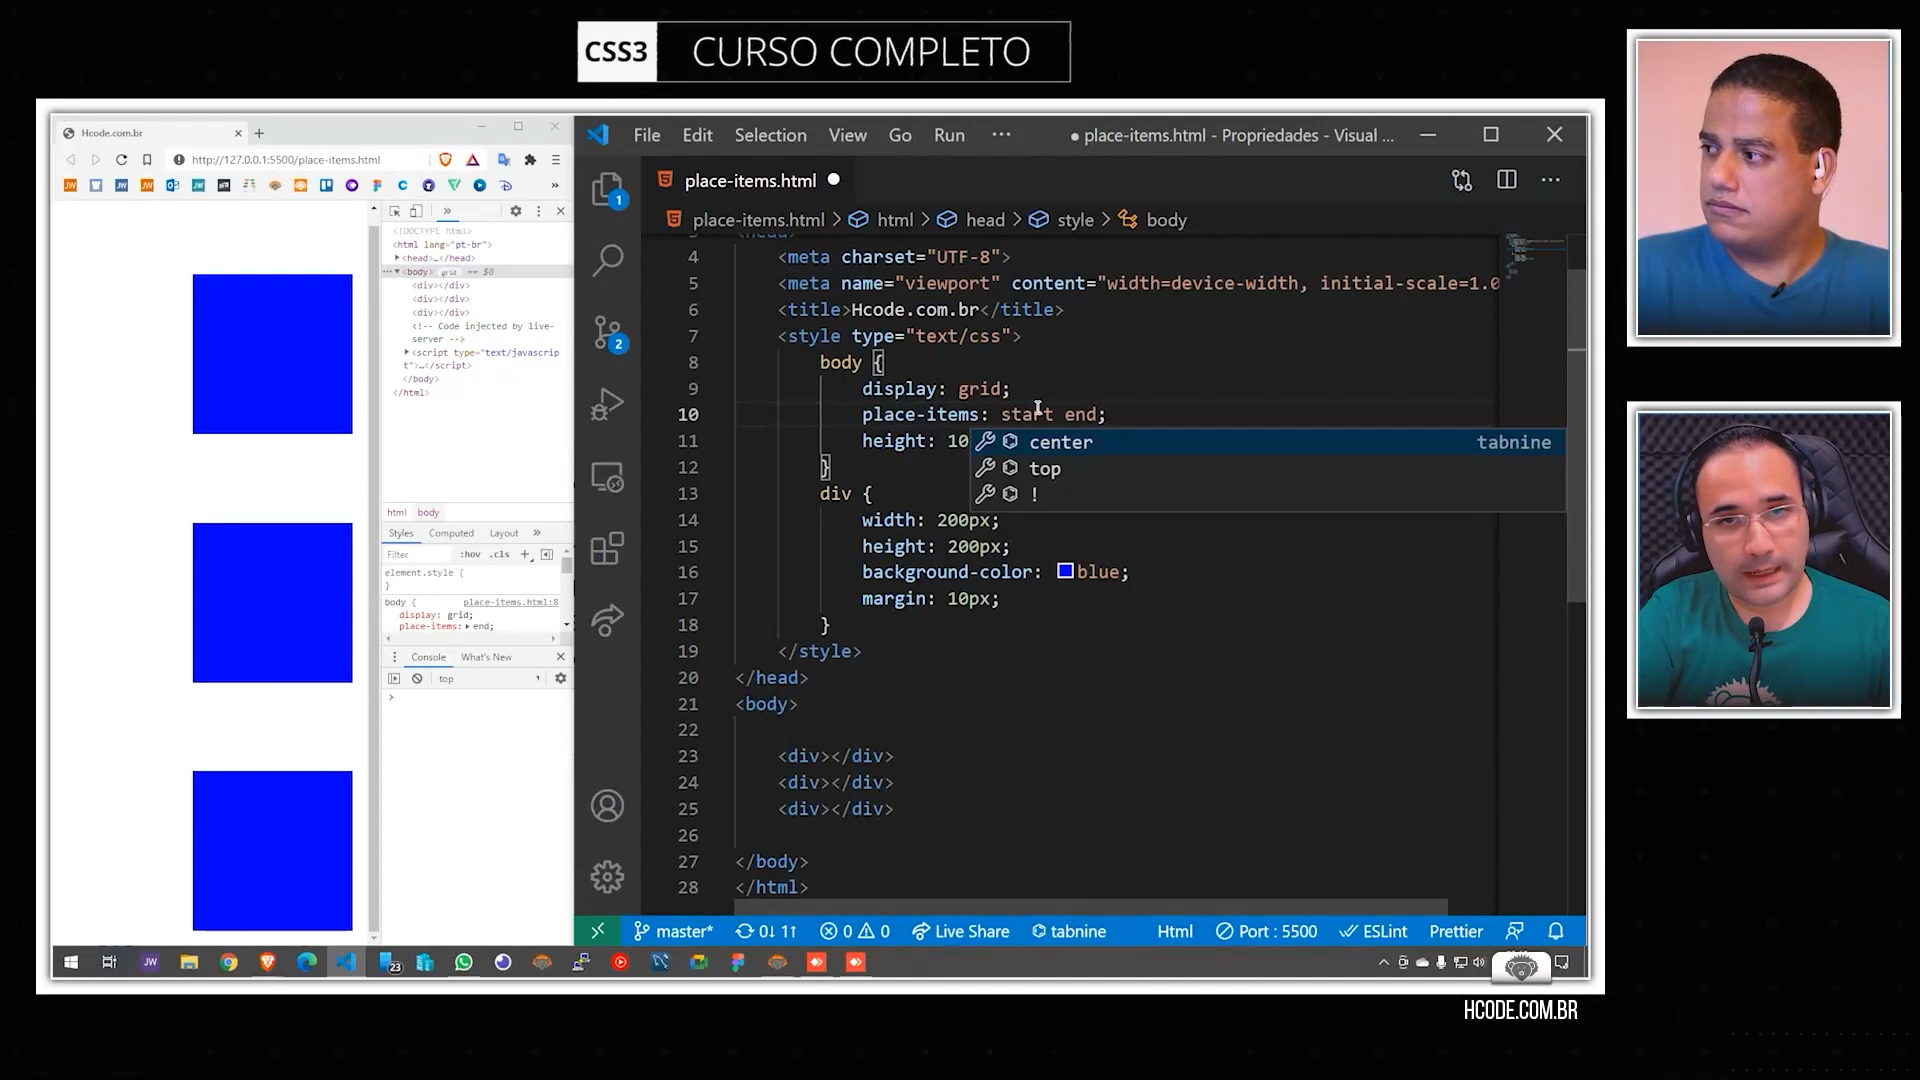 CSS3 CURSO COMPLETO
Hcode.com.br
http://127.0.0.1:5500/place-items.html
<!DOCTYPE html>
<html lang="pt-br">
<head>…</head>
<body> grid == $0
<div></div>
<div></div>
<div></div>
<!-- Code injected by live-
server -->
<script type="text/javascrip
t">…</script>
</body>
</html>
html body
Styles Computed Layout
Filter :hov .cls
element.style {
}
body { place-items.html:8
display: grid;
place-items: end;
Console What's New
top
File Edit Selection View Go Run ··· ● place-items.html - Propriedades - Visual ...
place-items.html
place-items.html > html > head > style > body
1
2
4 <meta charset="UTF-8">
5 <meta name="viewport" content="width=device-width, initial-scale=1.0
6 <title>Hcode.com.br</title>
7 <style type="text/css">
8 body {
9 display: grid;
10 place-items: start end;
11 height: 10
center tabnine
top
!
12 }
13 div {
14 width: 200px;
15 height: 200px;
16 background-color: blue;
17 margin: 10px;
18 }
19 </style>
20 </head>
21 <body>
22
23 <div></div>
24 <div></div>
25 <div></div>
26
27 </body>
28 </html>
master* 0↓ 1↑ 0 0 Live Share tabnine Html Port : 5500 ESLint Prettier
JW 23
HCODE.COM.BR